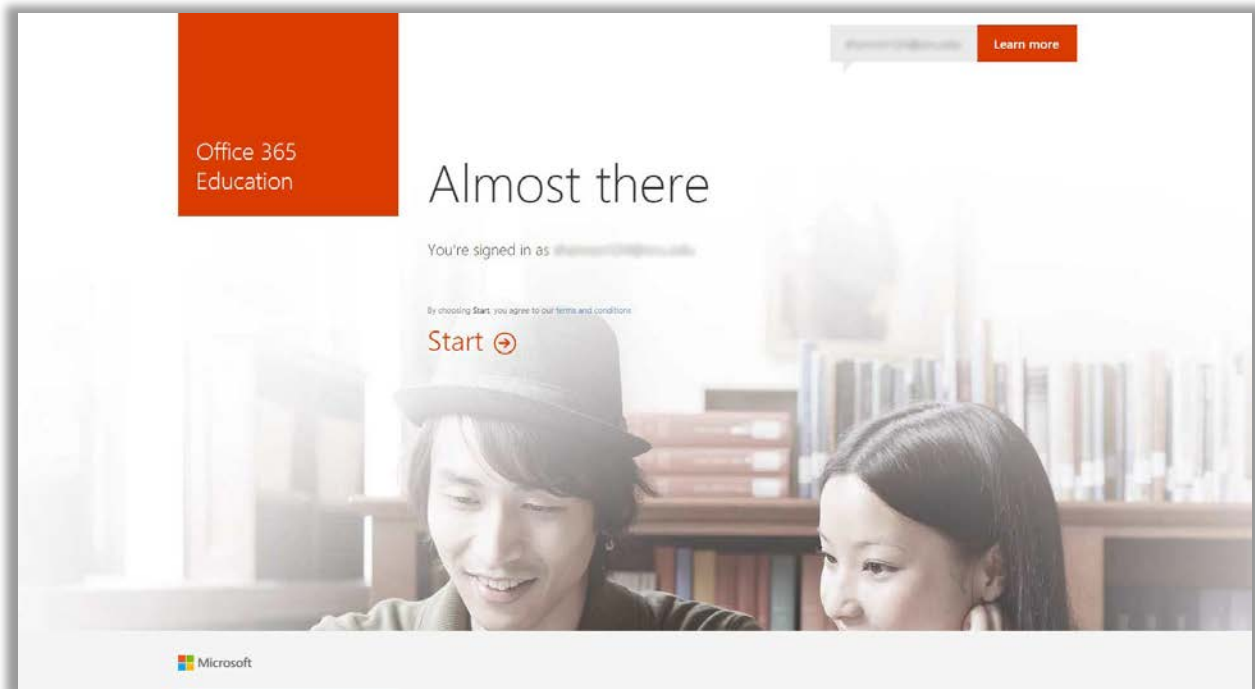 Learn more
Office 365
Education
Almost there
You're signed in as
By choosing Start, you agree to our terms and conditions
Start
Microsoft